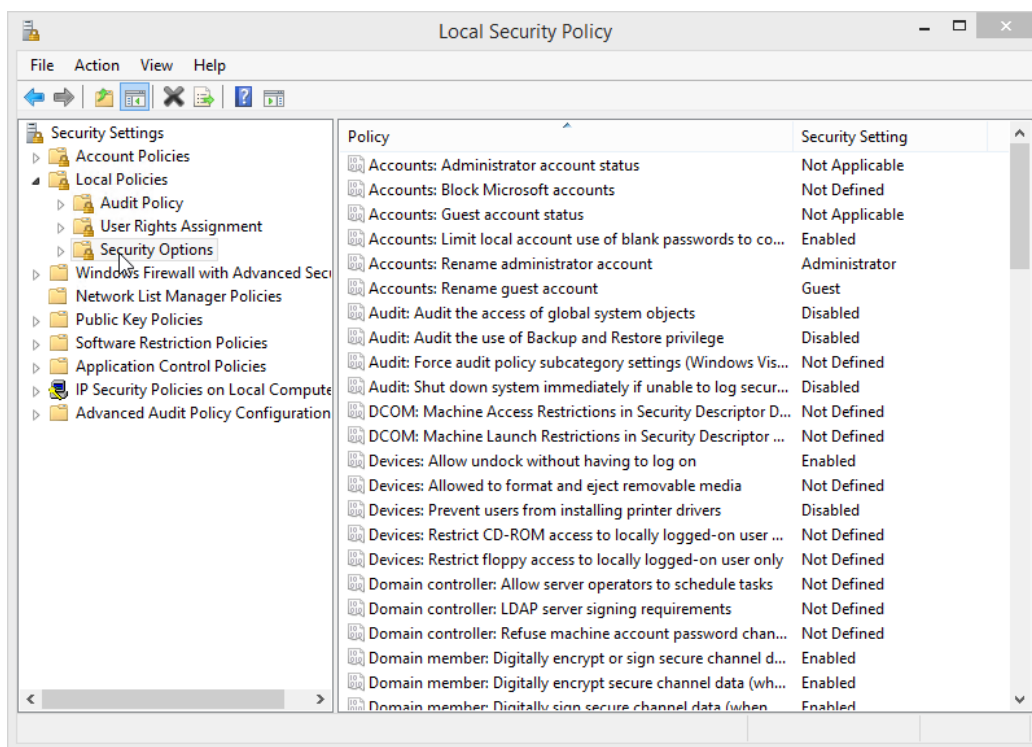 Local Security Policy
File Action View Help
Security Settings
Account Policies
Local Policies
Audit Policy
User Rights Assignment
Security Options
Windows Firewall with Advanced Secu
Network List Manager Policies
Public Key Policies
Software Restriction Policies
Application Control Policies
IP Security Policies on Local Compute
Advanced Audit Policy Configuration
Policy Security Setting
Accounts: Administrator account status Not Applicable
Accounts: Block Microsoft accounts Not Defined
Accounts: Guest account status Not Applicable
Accounts: Limit local account use of blank passwords to co... Enabled
Accounts: Rename administrator account Administrator
Accounts: Rename guest account Guest
Audit: Audit the access of global system objects Disabled
Audit: Audit the use of Backup and Restore privilege Disabled
Audit: Force audit policy subcategory settings (Windows Vis... Not Defined
Audit: Shut down system immediately if unable to log secur... Disabled
DCOM: Machine Access Restrictions in Security Descriptor D... Not Defined
DCOM: Machine Launch Restrictions in Security Descriptor ... Not Defined
Devices: Allow undock without having to log on Enabled
Devices: Allowed to format and eject removable media Not Defined
Devices: Prevent users from installing printer drivers Disabled
Devices: Restrict CD-ROM access to locally logged-on user ... Not Defined
Devices: Restrict floppy access to locally logged-on user only Not Defined
Domain controller: Allow server operators to schedule tasks Not Defined
Domain controller: LDAP server signing requirements Not Defined
Domain controller: Refuse machine account password chan... Not Defined
Domain member: Digitally encrypt or sign secure channel d... Enabled
Domain member: Digitally encrypt secure channel data (wh... Enabled
Domain member: Digitally sign secure channel data (when Enabled